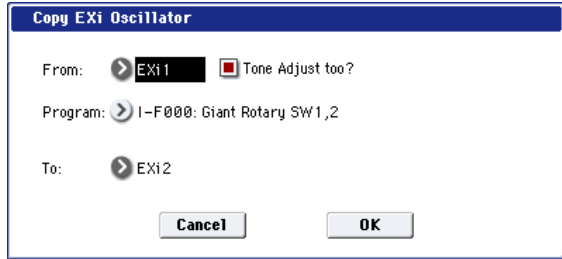 Copy EXi Oscillator
From: EXi1 Tone Adjust too?
Program: I-F000: Giant Rotary SW1,2
To: EXi2
Cancel OK